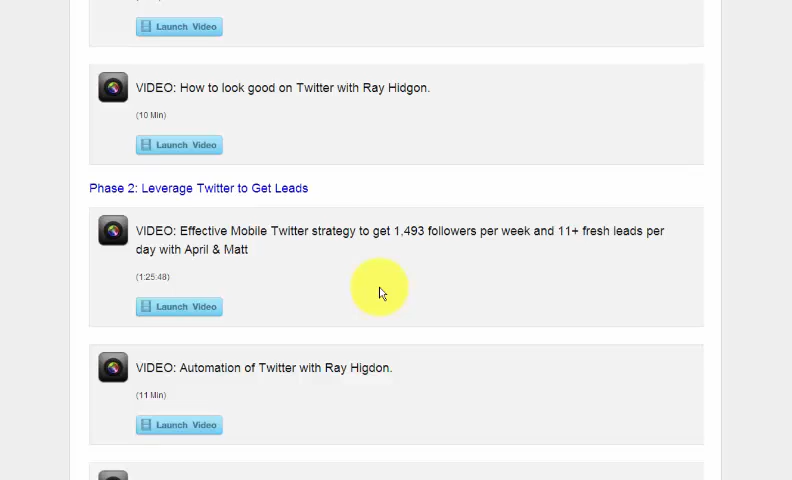 Launch Video
VIDEO: How to look good on Twitter with Ray Hidgon.
(10 Min)
Launch Video
Phase 2: Leverage Twitter to Get Leads
VIDEO: Effective Mobile Twitter strategy to get 1,493 followers per week and 11+ fresh leads per
day with April & Matt
(1:25:48)
Launch Video
VIDEO: Automation of Twitter with Ray Higdon.
(11 Min)
Launch Video